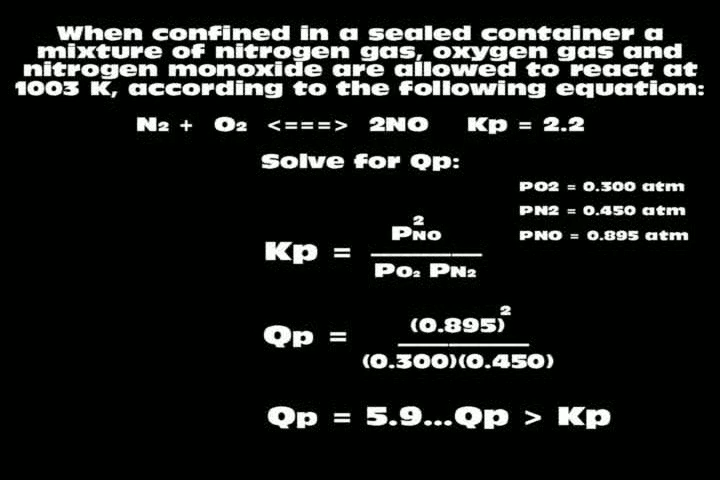 When confined in a sealed container a
mixture of nitrogen gas, oxygen gas and
nitrogen monoxide are allowed to react at
1003 K, according to the following equation:
N2 + O2 <===> 2NO Kp = 2.2
Solve for Qp:
PO2 = 0.300 atm
PN2 = 0.450 atm
PNO = 0.895 atm
2
PNO
Kp =
PO2 PN2
2
(0.895)
Qp =
(0.300)(0.450)
Qp = 5.9...Qp > Kp